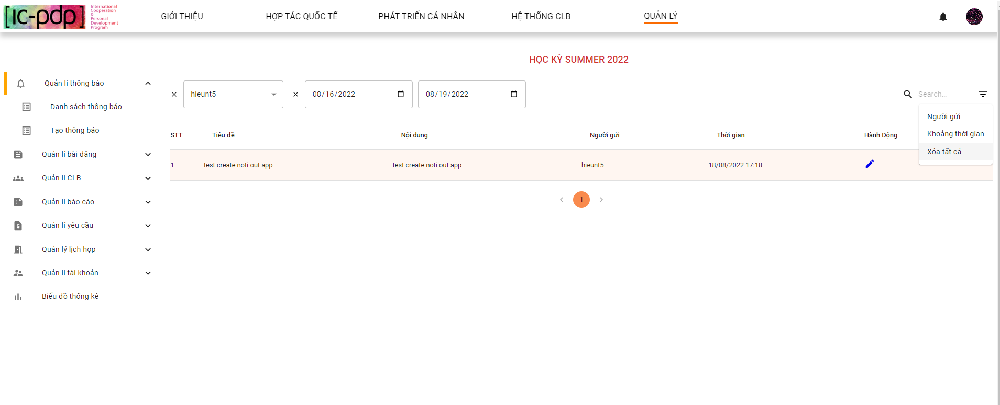 [ic-pdp]
International
Cooperation
&
Personal
Development
Program
GIỚI THIỆU
HỢP TÁC QUỐC TẾ
PHÁT TRIỂN CÁ NHÂN
HỆ THỐNG CLB
QUẢN LÝ
HỌC KỲ SUMMER 2022
Quản lí thông báo
Danh sách thông báo
Tạo thông báo
Quản lí bài đăng
Quản lí CLB
Quản lí báo cáo
Quản lí yêu cầu
Quản lý lịch họp
Quản lí tài khoản
Biểu đồ thống kê
hieunt5
08/16/2022
08/19/2022
Search...
Người gửi
Khoảng thời gian
Xóa tất cả
STT Tiêu đề Nội dung Người gửi Thời gian Hành Động
1 test create noti out app test create noti out app hieunt5 18/08/2022 17:18
1